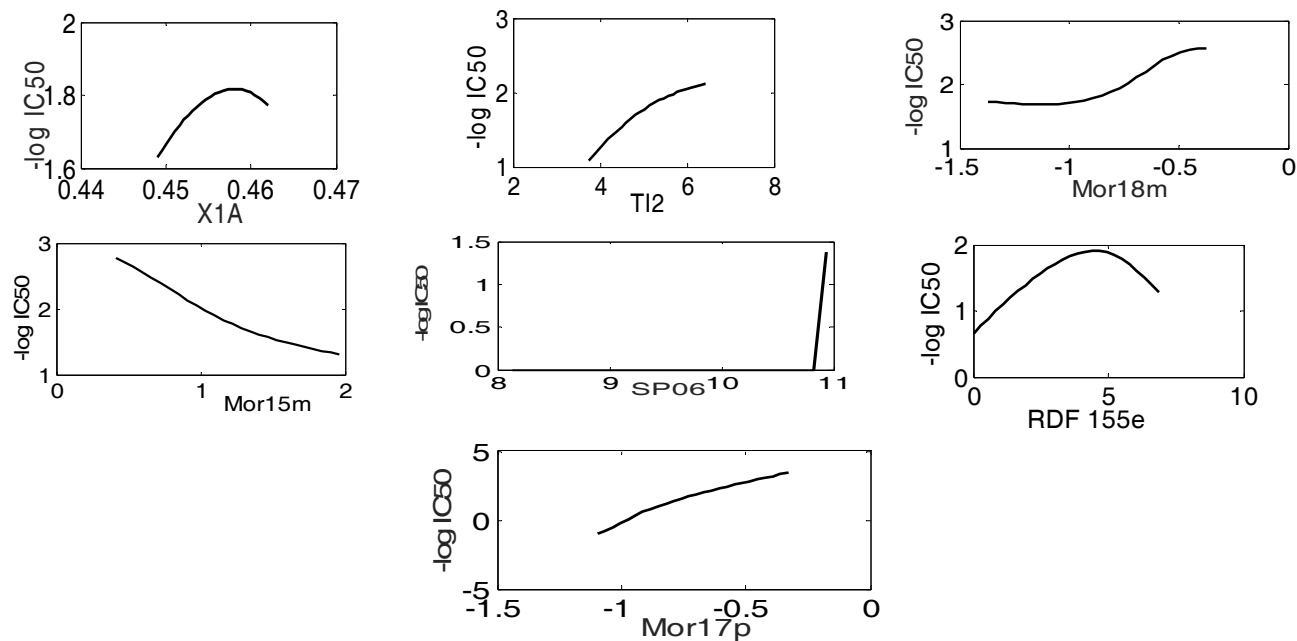 2
1.8
1.6
-log IC50
0.44 0.45 0.46 0.47
X1A
3
2
1
-log IC50
2 4 6 8
TI2
3
2
1
-log IC50
-1.5 -1 -0.5 0
Mor18m
3
2
1
-log IC50
0 1 2
Mor15m
1.5
1
0.5
0
-log IC50
8 9 10 11
SP06
2
1
0
-log IC50
0 5 10
RDF 155e
5
0
-5
-log IC50
-1.5 -1 -0.5 0
Mor17p